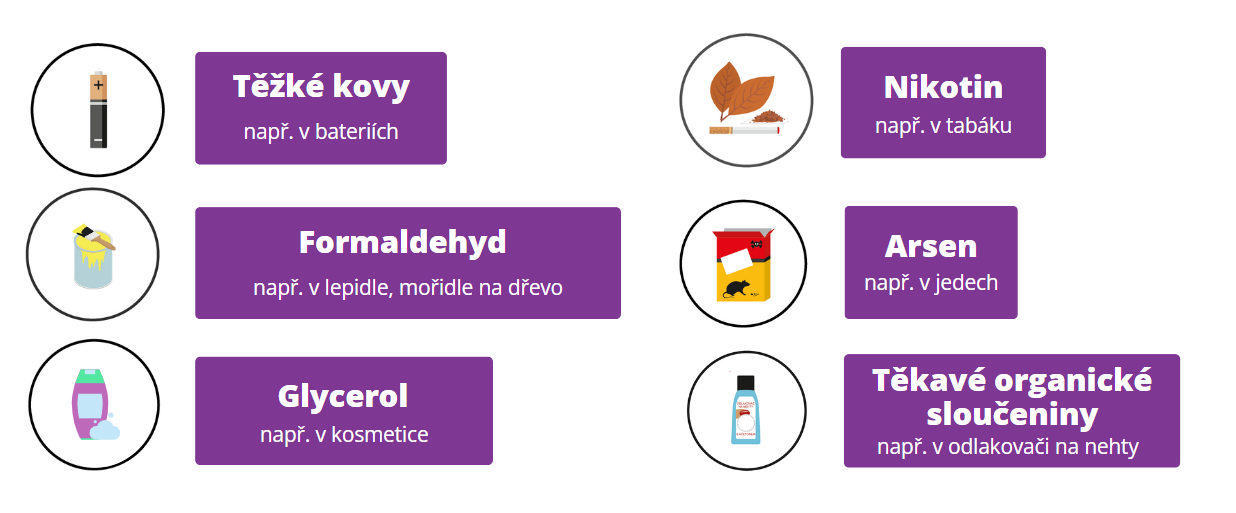 Těžké kovy
např. v bateriích
Formaldehyd
např. v lepidle, mořidle na dřevo
Glycerol
např. v kosmetice
Nikotin
např. v tabáku
Arsen
např. v jedech
Těkavé organické
sloučeniny
např. v odlakovači na nehty